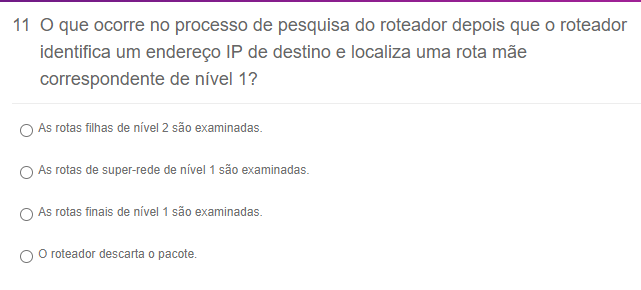 11 O que ocorre no processo de pesquisa do roteador depois que o roteador
identifica um endereço IP de destino e localiza uma rota mãe
correspondente de nível 1?
As rotas filhas de nível 2 são examinadas.
As rotas de super-rede de nível 1 são examinadas.
As rotas finais de nível 1 são examinadas.
O roteador descarta o pacote.